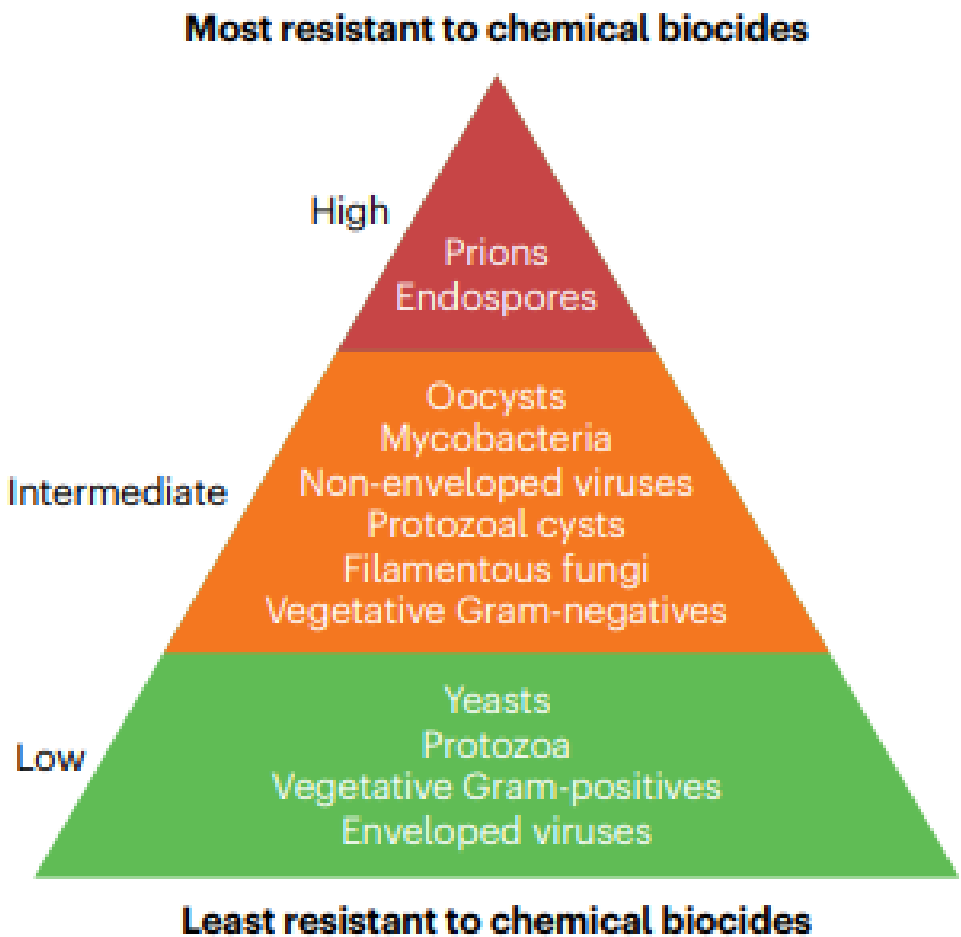 Most resistant to chemical biocides
High
Prions
Endospores
Oocysts
Mycobacteria
Non-enveloped viruses
Intermediate
Protozoal cysts
Filamentous fungi
Vegetative Gram-negatives
Yeasts
Protozoa
Low
Vegetative Gram-positives
Enveloped viruses
Least resistant to chemical biocides